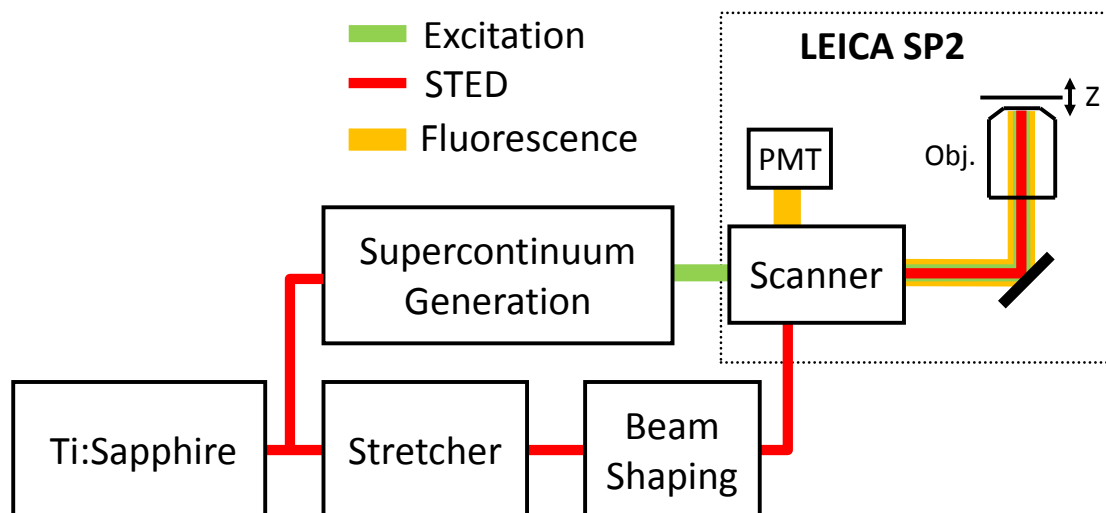 Excitation
STED
Fluorescence
LEICA SP2
Z
Obj.
PMT
Supercontinuum
Generation
Scanner
Ti:Sapphire
Stretcher
Beam
Shaping